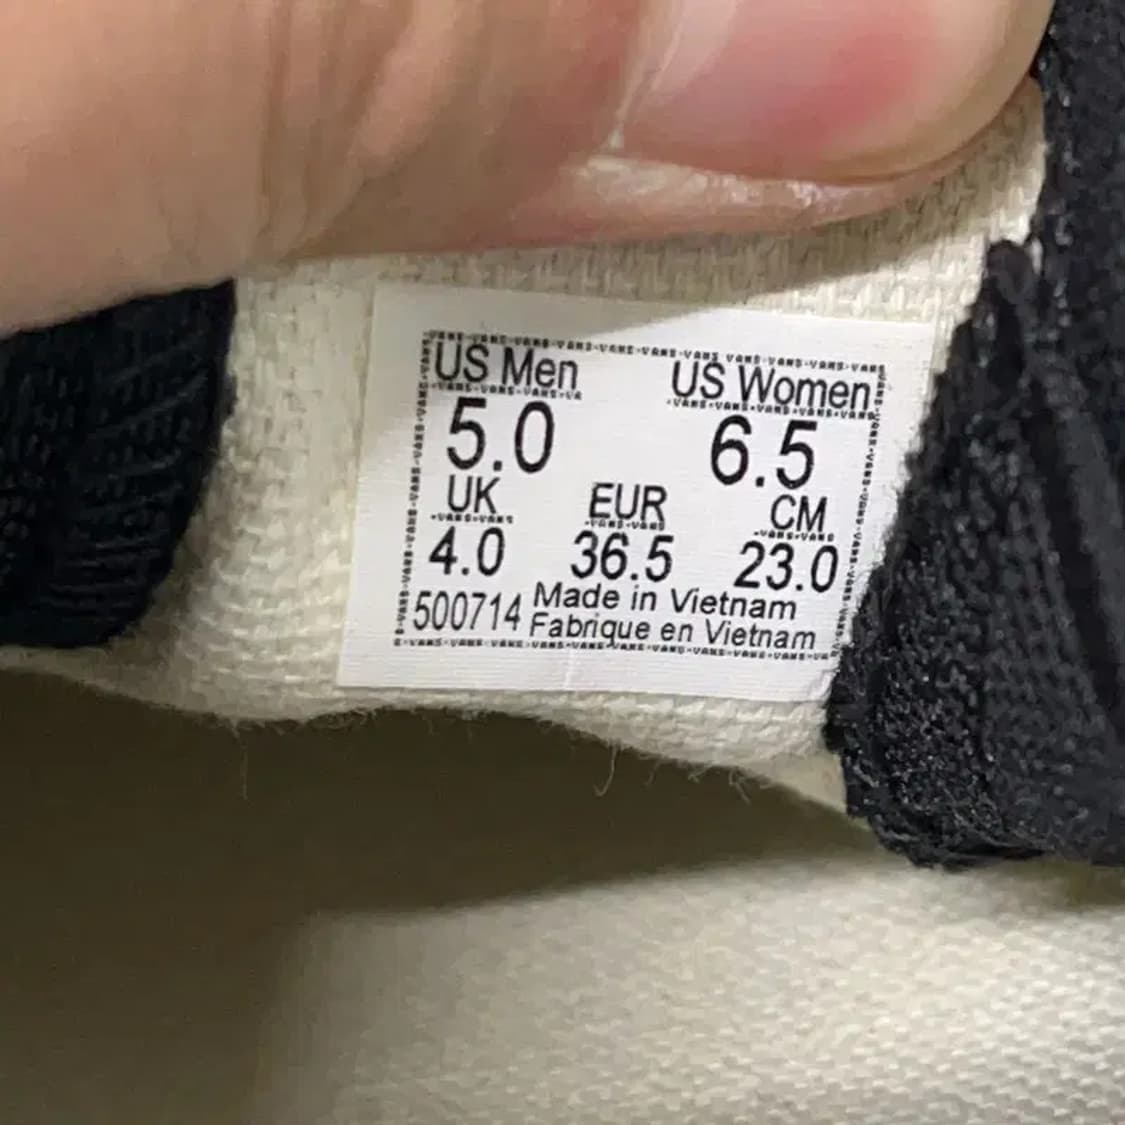 US Men US Women
5.0 6.5
UK EUR CM
4.0 36.5 23.0
500714 Made in Vietnam
Fabrique en Vietnam